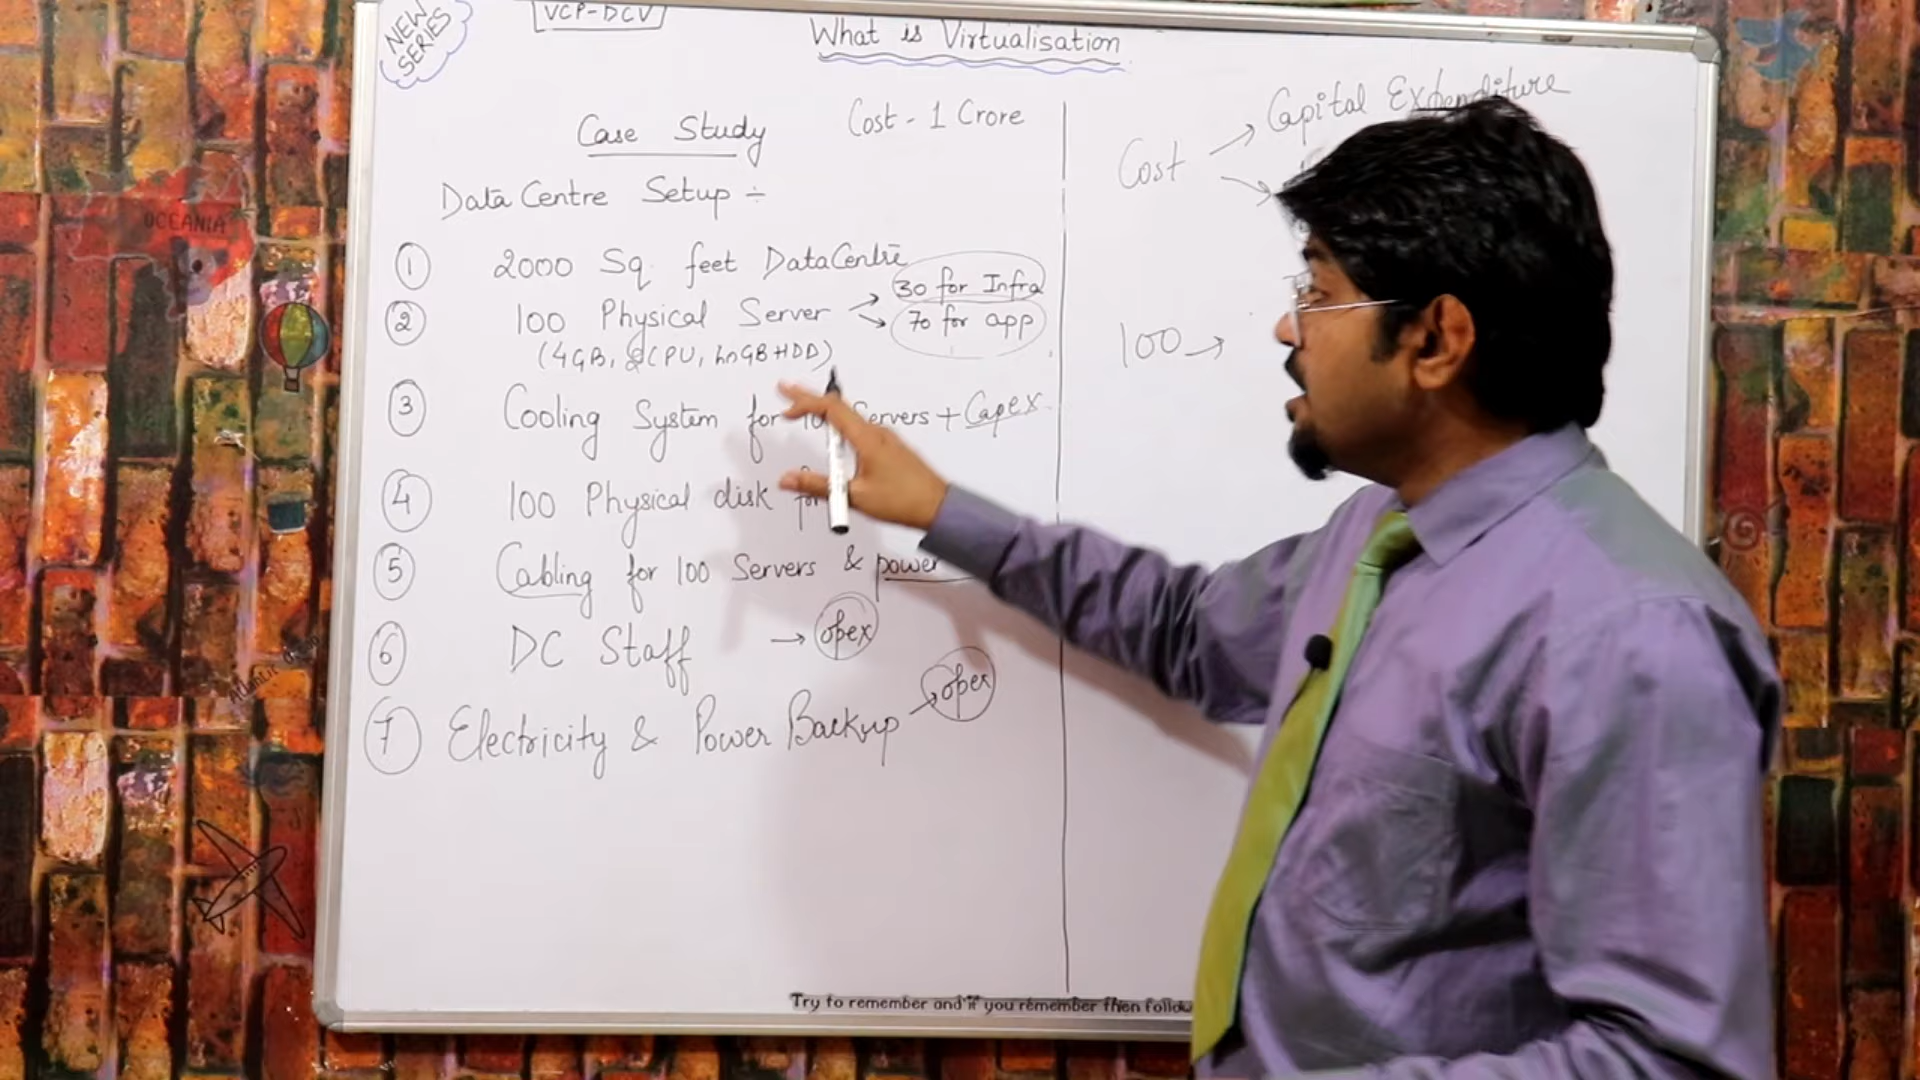 NEW
SERIES
VCP-DCV
What is Virtualisation
Case Study
Cost - 1 Crore
Data Centre Setup ÷
① 2000 Sq. feet DataCentre
② 100 Physical Server → 30 for Infra
→ 70 for app
(4GB, 2CPU, GB HDD)
③ Cooling System for Servers + Capex
④ 100 Physical disk for
⑤ Cabling for 100 Servers & power
⑥ DC Staff → opex
⑦ Electricity & Power Backup → opex
Capital Expenditure
Cost
100 →
Try to remember and if you remember then follow
OCEANIA